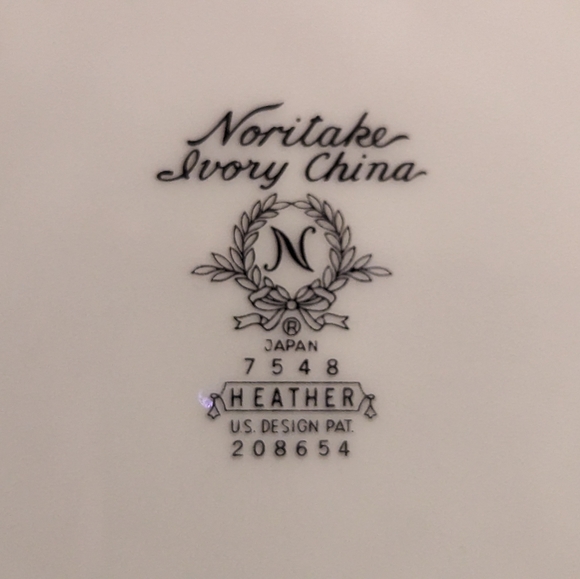 Noritake
Ivory China
N
®
JAPAN
7548
HEATHER
U.S. DESIGN PAT.
208654